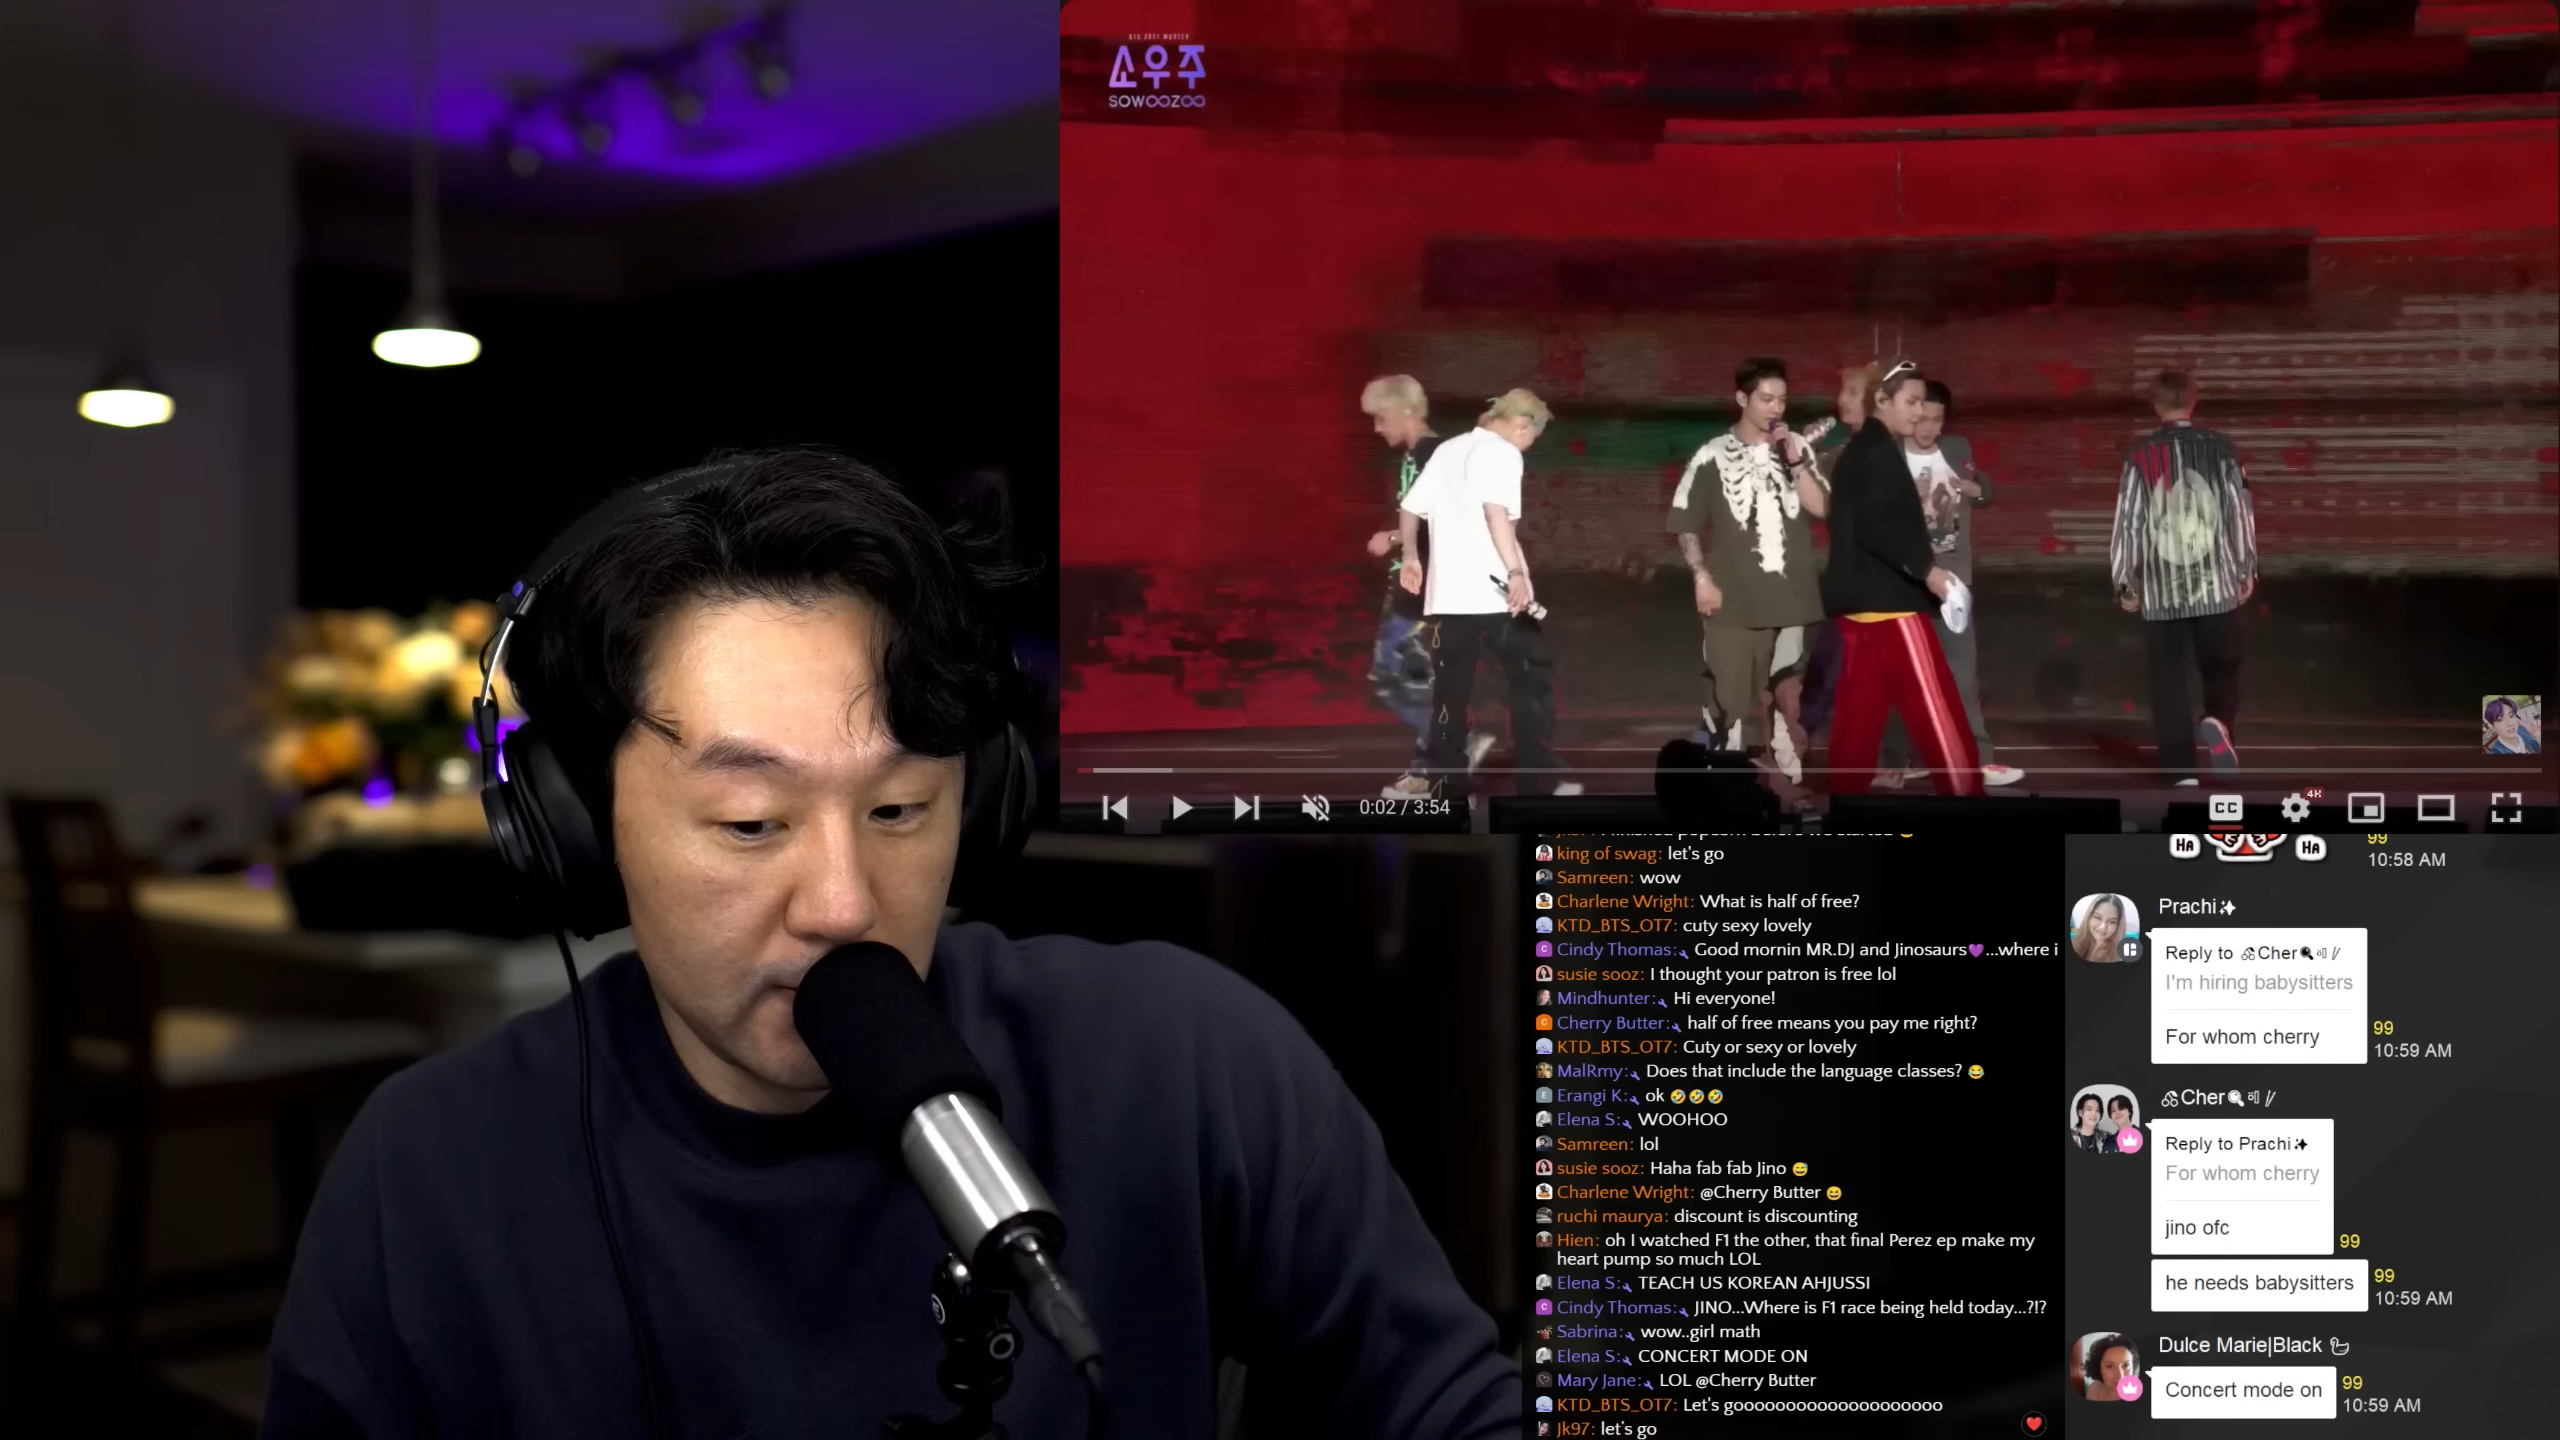 BTS 2021 MUSTER
소우주
SOWOOZOO
0:02 / 3:54
CC
4K
king of swag: let's go
Samreen: wow
Charlene Wright: What is half of free?
KTD_BTS_OT7: cuty sexy lovely
Cindy Thomas: Good mornin MR.DJ and Jinosaurs💜...where i
susie sooz: I thought your patron is free lol
Mindhunter: Hi everyone!
Cherry Butter: half of free means you pay me right?
KTD_BTS_OT7: Cuty or sexy or lovely
MalRmy: Does that include the language classes? 😂
Erangi K: ok 🤣🤣🤣
Elena S: WOOHOO
Samreen: lol
susie sooz: Haha fab fab Jino 😅
Charlene Wright: @Cherry Butter 😆
ruchi maurya: discount is discounting
Hien: oh I watched F1 the other, that final Perez ep make my
heart pump so much LOL
Elena S: TEACH US KOREAN AHJUSSI
Cindy Thomas: JINO...Where is F1 race being held today...?!?
Sabrina: wow..girl math
Elena S: CONCERT MODE ON
Mary Jane: LOL @Cherry Butter
KTD_BTS_OT7: Let's gooooooooooooooooooo
Jk97: let's go
HA
HA
99
10:58 AM
Prachi✨
Reply to Cher
I'm hiring babysitters
For whom cherry
99
10:59 AM
Cher
Reply to Prachi✨
For whom cherry
jino ofc
99
he needs babysitters
99
10:59 AM
Dulce Marie|Black
Concert mode on
99
10:59 AM